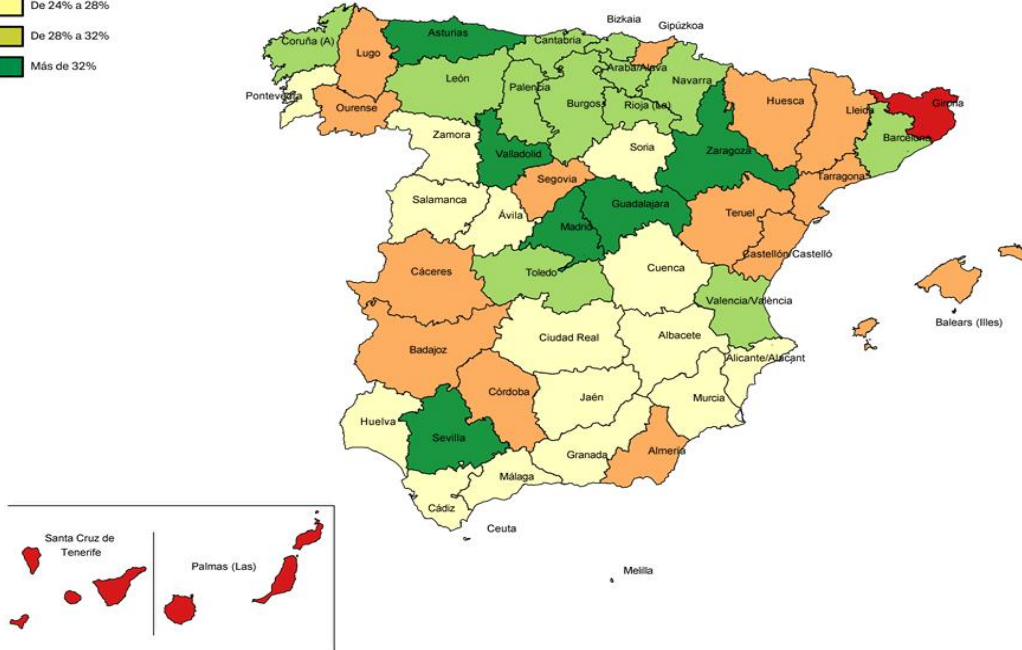 De 24% a 28%
De 28% a 32%
Más de 32%
Bizkaia
Gipúzkoa
Asturias
Cantabria
Coruña (A)
Lugo
Araba/Álava
León
Palencia
Navarra
Pontevedra
Ourense
Burgos
Rioja (La)
Huesca
Lleida
Girona
Zamora
Valladolid
Soria
Zaragoza
Barcelona
Segovia
Tarragona
Salamanca
Ávila
Madrid
Guadalajara
Teruel
Castellón/Castelló
Cáceres
Toledo
Cuenca
Valencia/València
Balears (Illes)
Badajoz
Ciudad Real
Albacete
Alicante/Alacant
Córdoba
Jaén
Murcia
Huelva
Sevilla
Granada
Almería
Málaga
Cádiz
Ceuta
Santa Cruz de
Tenerife
Palmas (Las)
Melilla